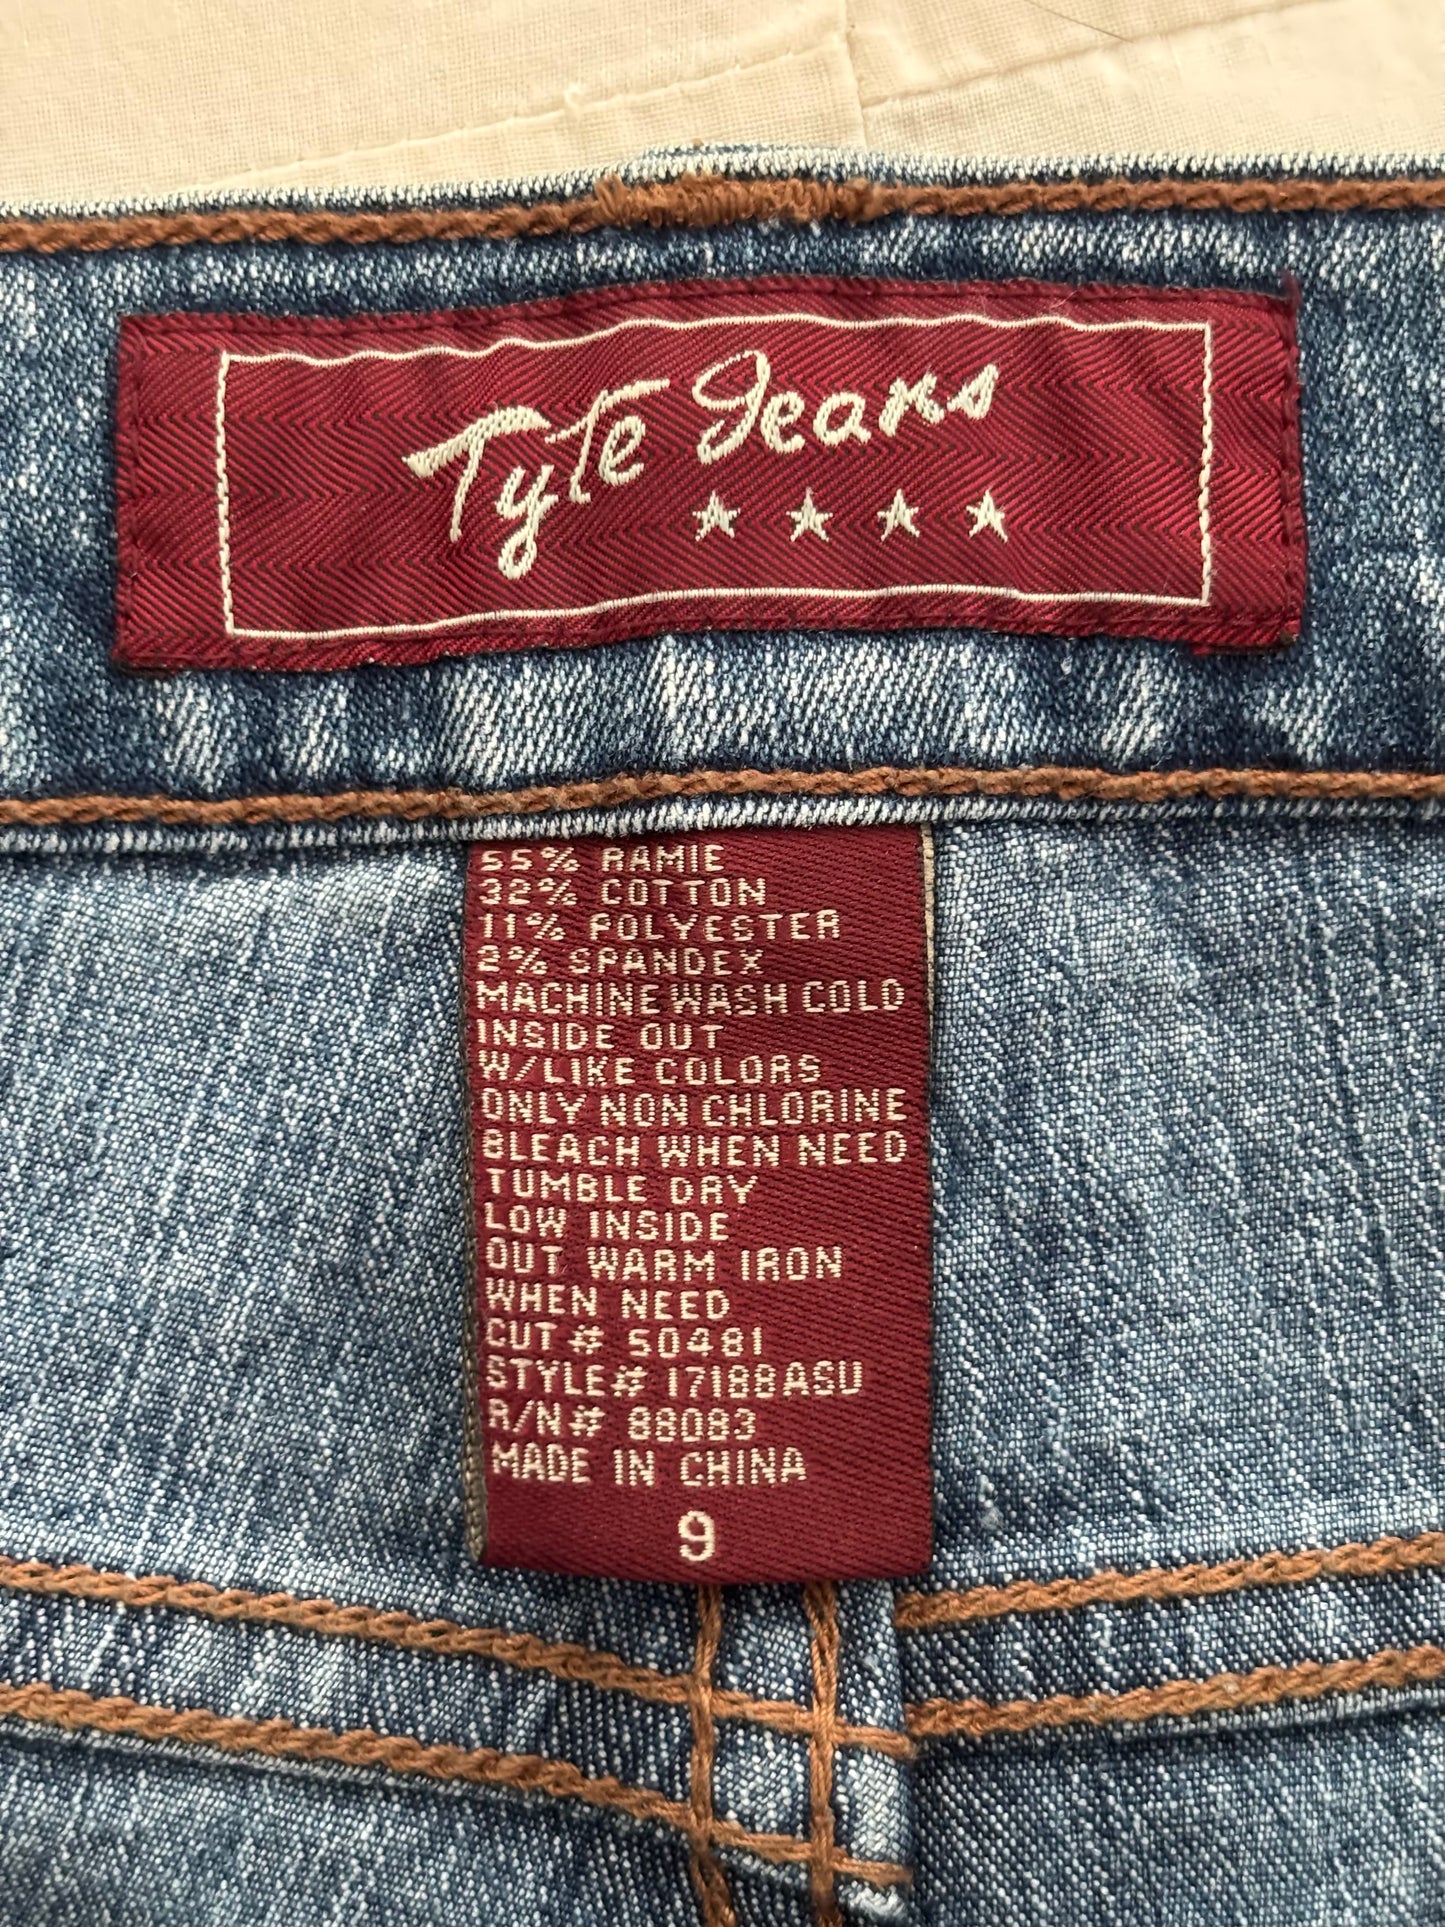 Tyte Jeans
55% RAMIE
32% COTTON
11% POLYESTER
2% SPANDEX
MACHINE WASH COLD
INSIDE OUT
W/LIKE COLORS
ONLY NON CHLORINE
BLEACH WHEN NEED
TUMBLE DRY
LOW INSIDE
OUT WARM IRON
WHEN NEED
CUT# 50481
STYLE# 17188ASU
R/N# 88083
MADE IN CHINA
9